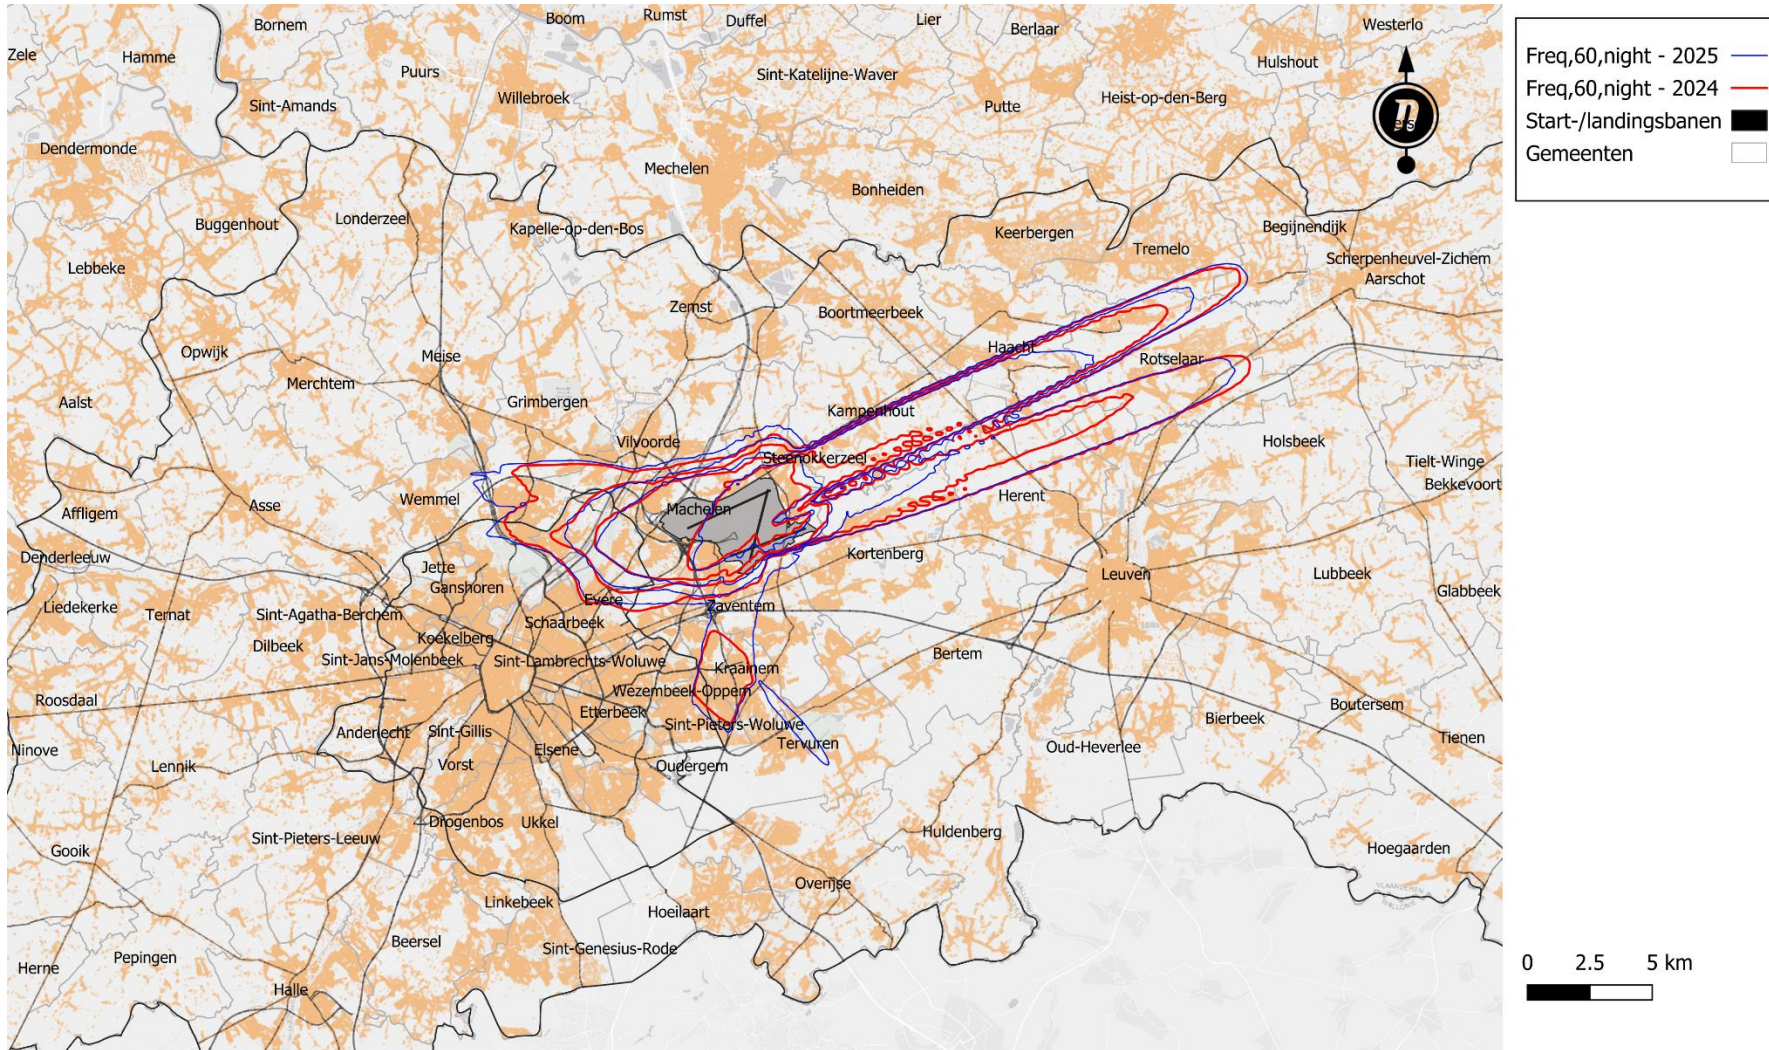 Bornem
Boom
Rumst
Duffel
Lier
Berlaar
Westerlo
Zele
Hamme
Puurs
Sint-Katelijne-Waver
Hulshout
Sint-Amands
Willebroek
Putte
Heist-op-den-Berg
Dendermonde
Mechelen
Bonheiden
Buggenhout
Londerzeel
Kapelle-op-den-Bos
Keerbergen
Tremelo
Begijnendijk
Lebbeke
Scherpenheuvel-Zichem
Aarschot
Zemst
Boortmeerbeek
Opwijk
Meise
Haacht
Rotselaar
Merchtem
Aalst
Grimbergen
Kampenhout
Vilvoorde
Holsbeek
Steenokkerzeel
Tielt-Winge
Bekkevoort
Asse
Wemmel
Herent
Affligem
Machelen
Denderleeuw
Jette
Kortenberg
Leuven
Lubbeek
Ganshoren
Glabbeek
Liedekerke
Ternat
Sint-Agatha-Berchem
Evere
Zaventem
Schaarbeek
Koekelberg
Dilbeek
Sint-Jans-Molenbeek
Sint-Lambrechts-Woluwe
Kraainem
Bertem
Wezembeek-Oppem
Roosdaal
Etterbeek
Sint-Pieters-Woluwe
Boutersem
Bierbeek
Anderlecht
Sint-Gillis
Tervuren
Oud-Heverlee
Tienen
Ninove
Elsene
Lennik
Vorst
Oudergem
Drogenbos
Ukkel
Sint-Pieters-Leeuw
Huldenberg
Gooik
Hoegaarden
Overijse
VLAANDEREN
WALLONIË
Linkebeek
Hoeilaart
Beersel
Sint-Genesius-Rode
Pepingen
Herne
Halle
Freq,60,night - 2025
Freq,60,night - 2024
Start-/landingsbanen
Gemeenten
0 2.5 5 km